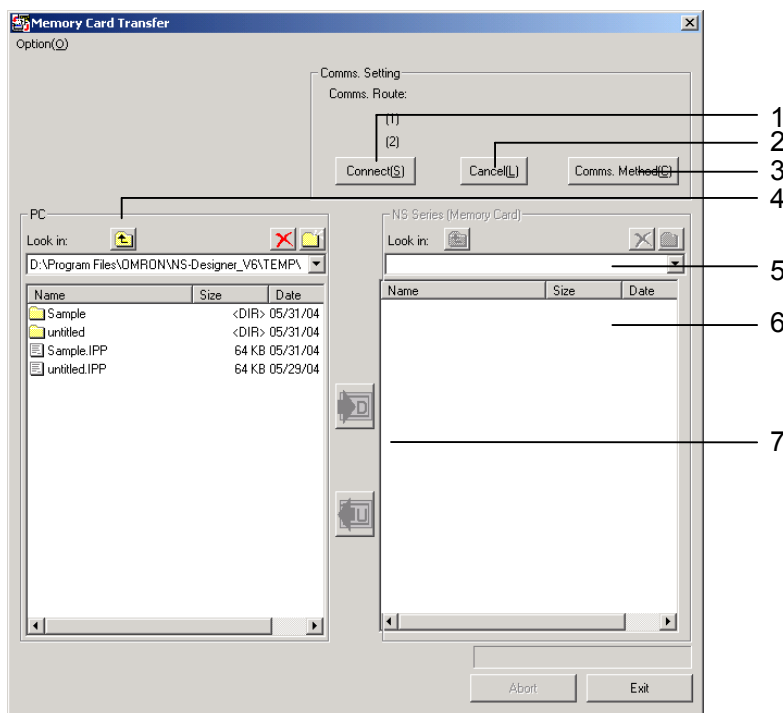 Memory Card Transfer
Option(O)
Comms. Setting
Comms. Route:
(1)
(2)
Connect(S) Cancel(L) Comms. Method(C)
1
2
3
4
5
6
7
PC
Look in:
D:\Program Files\OMRON\NS-Designer_V6\TEMP\
Name Size Date
Sample <DIR> 05/31/04
untitled <DIR> 05/31/04
Sample.IPP 64 KB 05/31/04
untitled.IPP 64 KB 05/29/04
NS Series (Memory Card)
Look in:
Name Size Date
D
U
Abort Exit